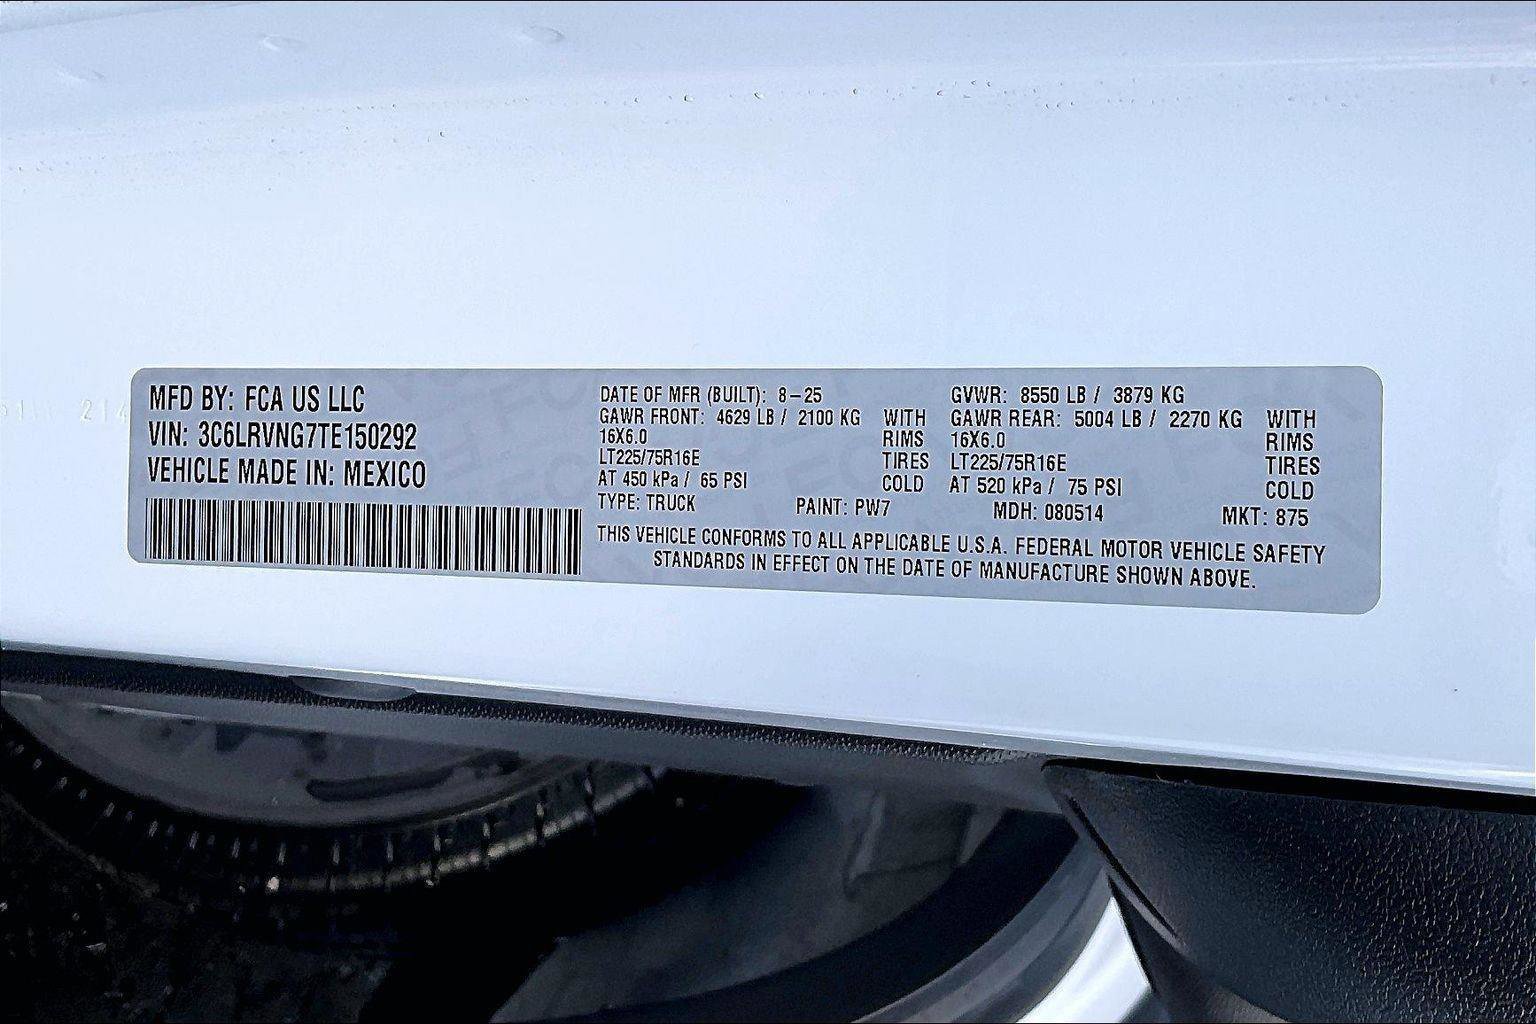 MFD BY: FCA US LLC
VIN: 3C6LRVNG7TE150292
VEHICLE MADE IN: MEXICO
DATE OF MFR (BUILT): 8-25
GAWR FRONT: 4629 LB / 2100 KG WITH
16X6.0 RIMS
LT225/75R16E TIRES
AT 450 kPa / 65 PSI COLD
GVWR: 8550 LB / 3879 KG
GAWR REAR: 5004 LB / 2270 KG WITH
16X6.0 RIMS
LT225/75R16E TIRES
AT 520 kPa / 75 PSI COLD
TYPE: TRUCK PAINT: PW7 MDH: 080514 MKT: 875
THIS VEHICLE CONFORMS TO ALL APPLICABLE U.S.A. FEDERAL MOTOR VEHICLE SAFETY
STANDARDS IN EFFECT ON THE DATE OF MANUFACTURE SHOWN ABOVE.